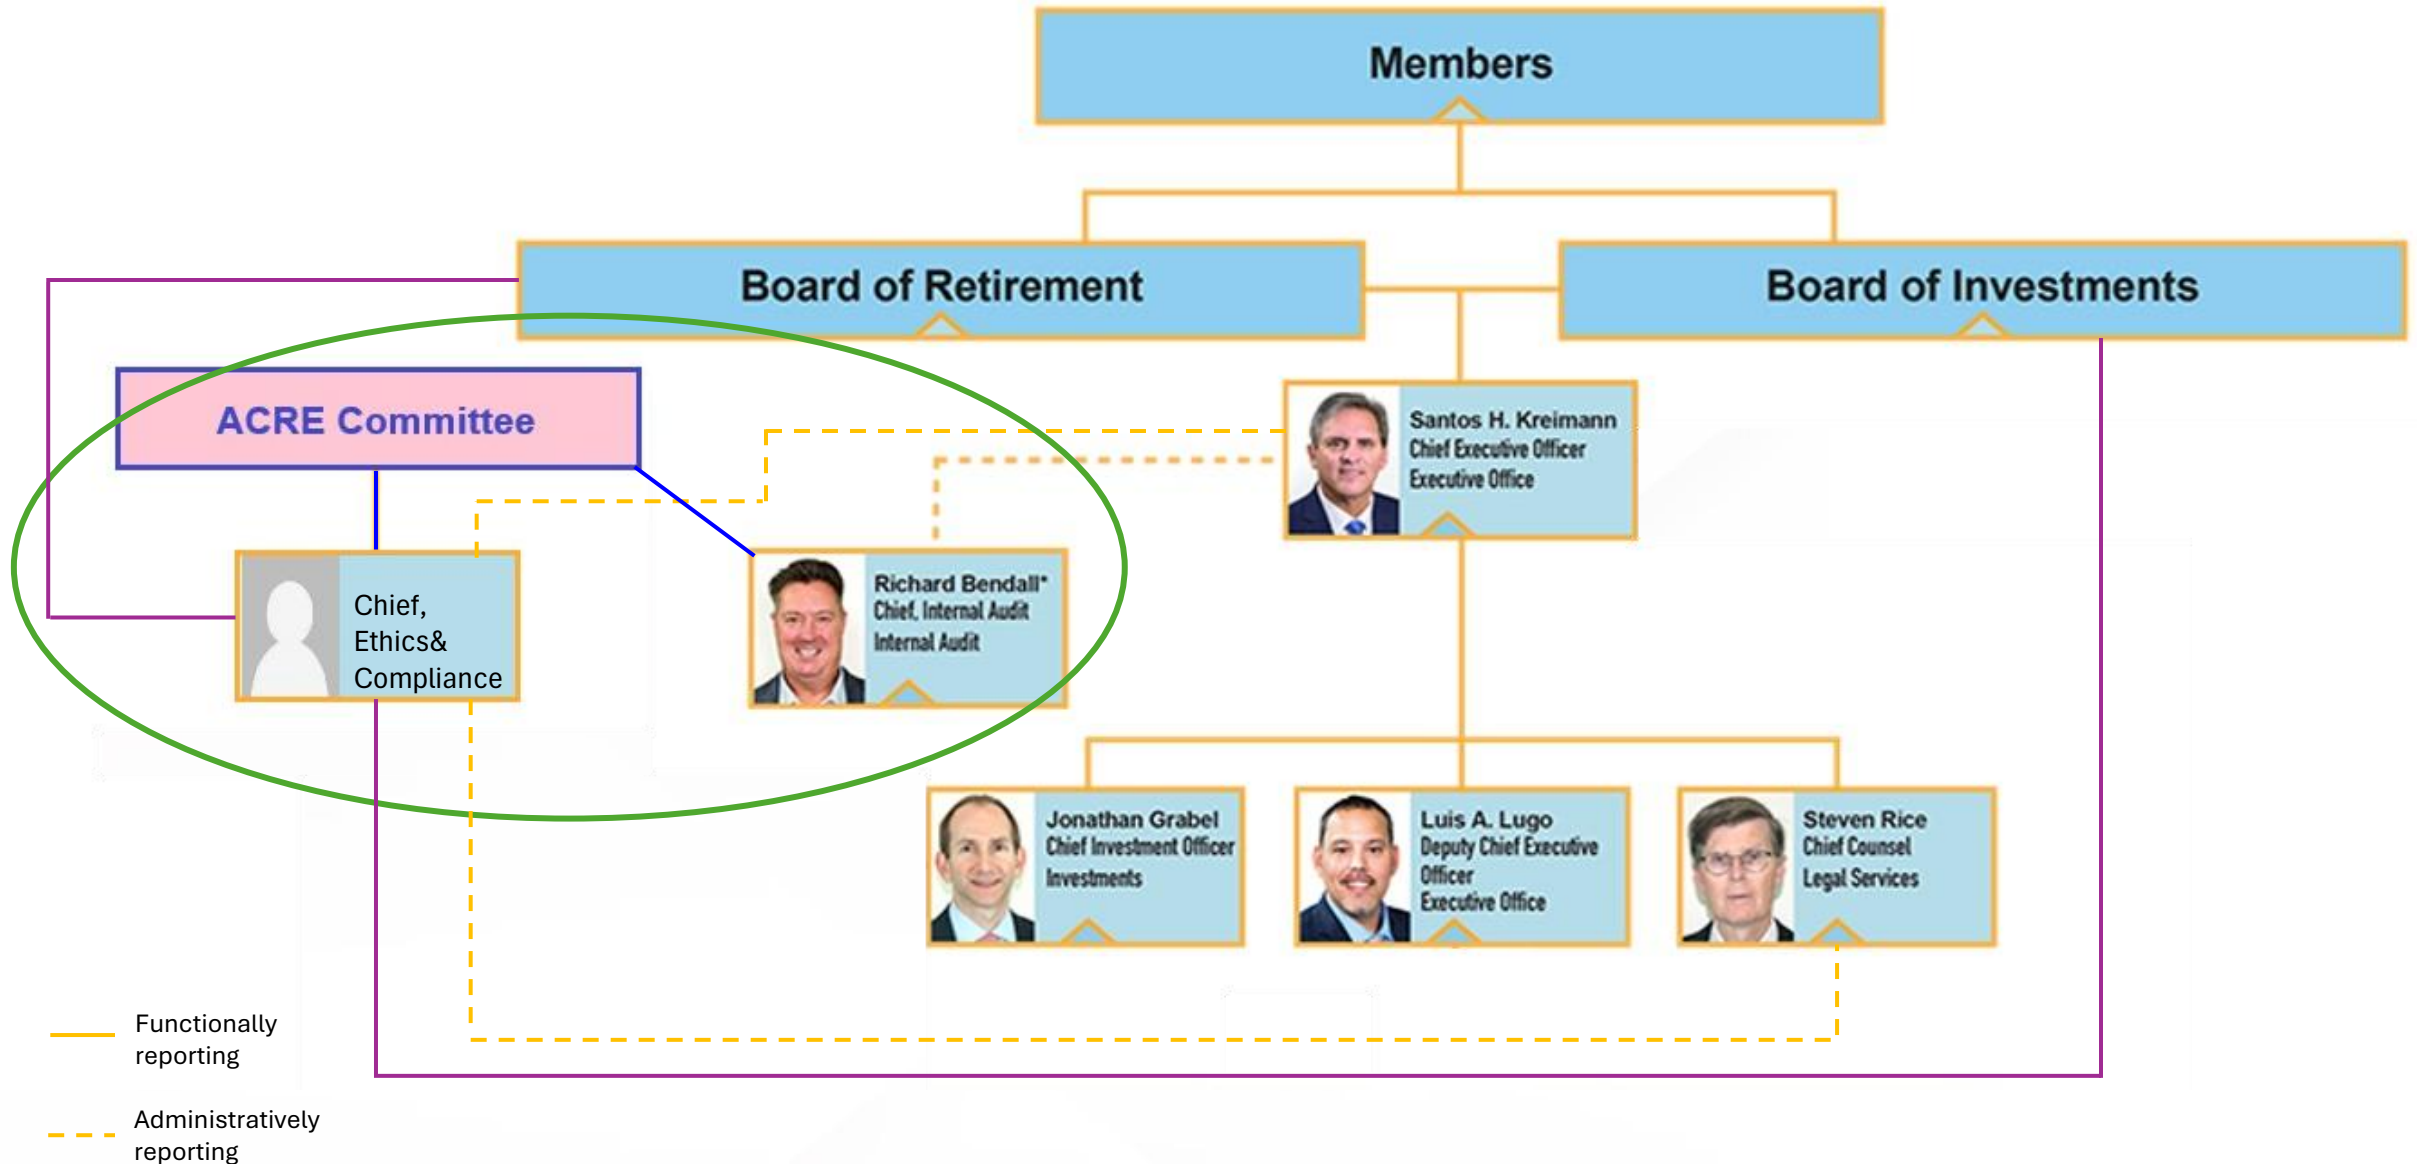 Members
Board of Retirement
Board of Investments
ACRE Committee
Santos H. Kreimann
Chief Executive Officer
Executive Office
Chief,
Ethics&
Compliance
Richard Bendall*
Chief, Internal Audit
Internal Audit
Jonathan Grabel
Chief Investment Officer
Investments
Luis A. Lugo
Deputy Chief Executive
Officer
Executive Office
Steven Rice
Chief Counsel
Legal Services
Functionally
reporting
Administratively
reporting